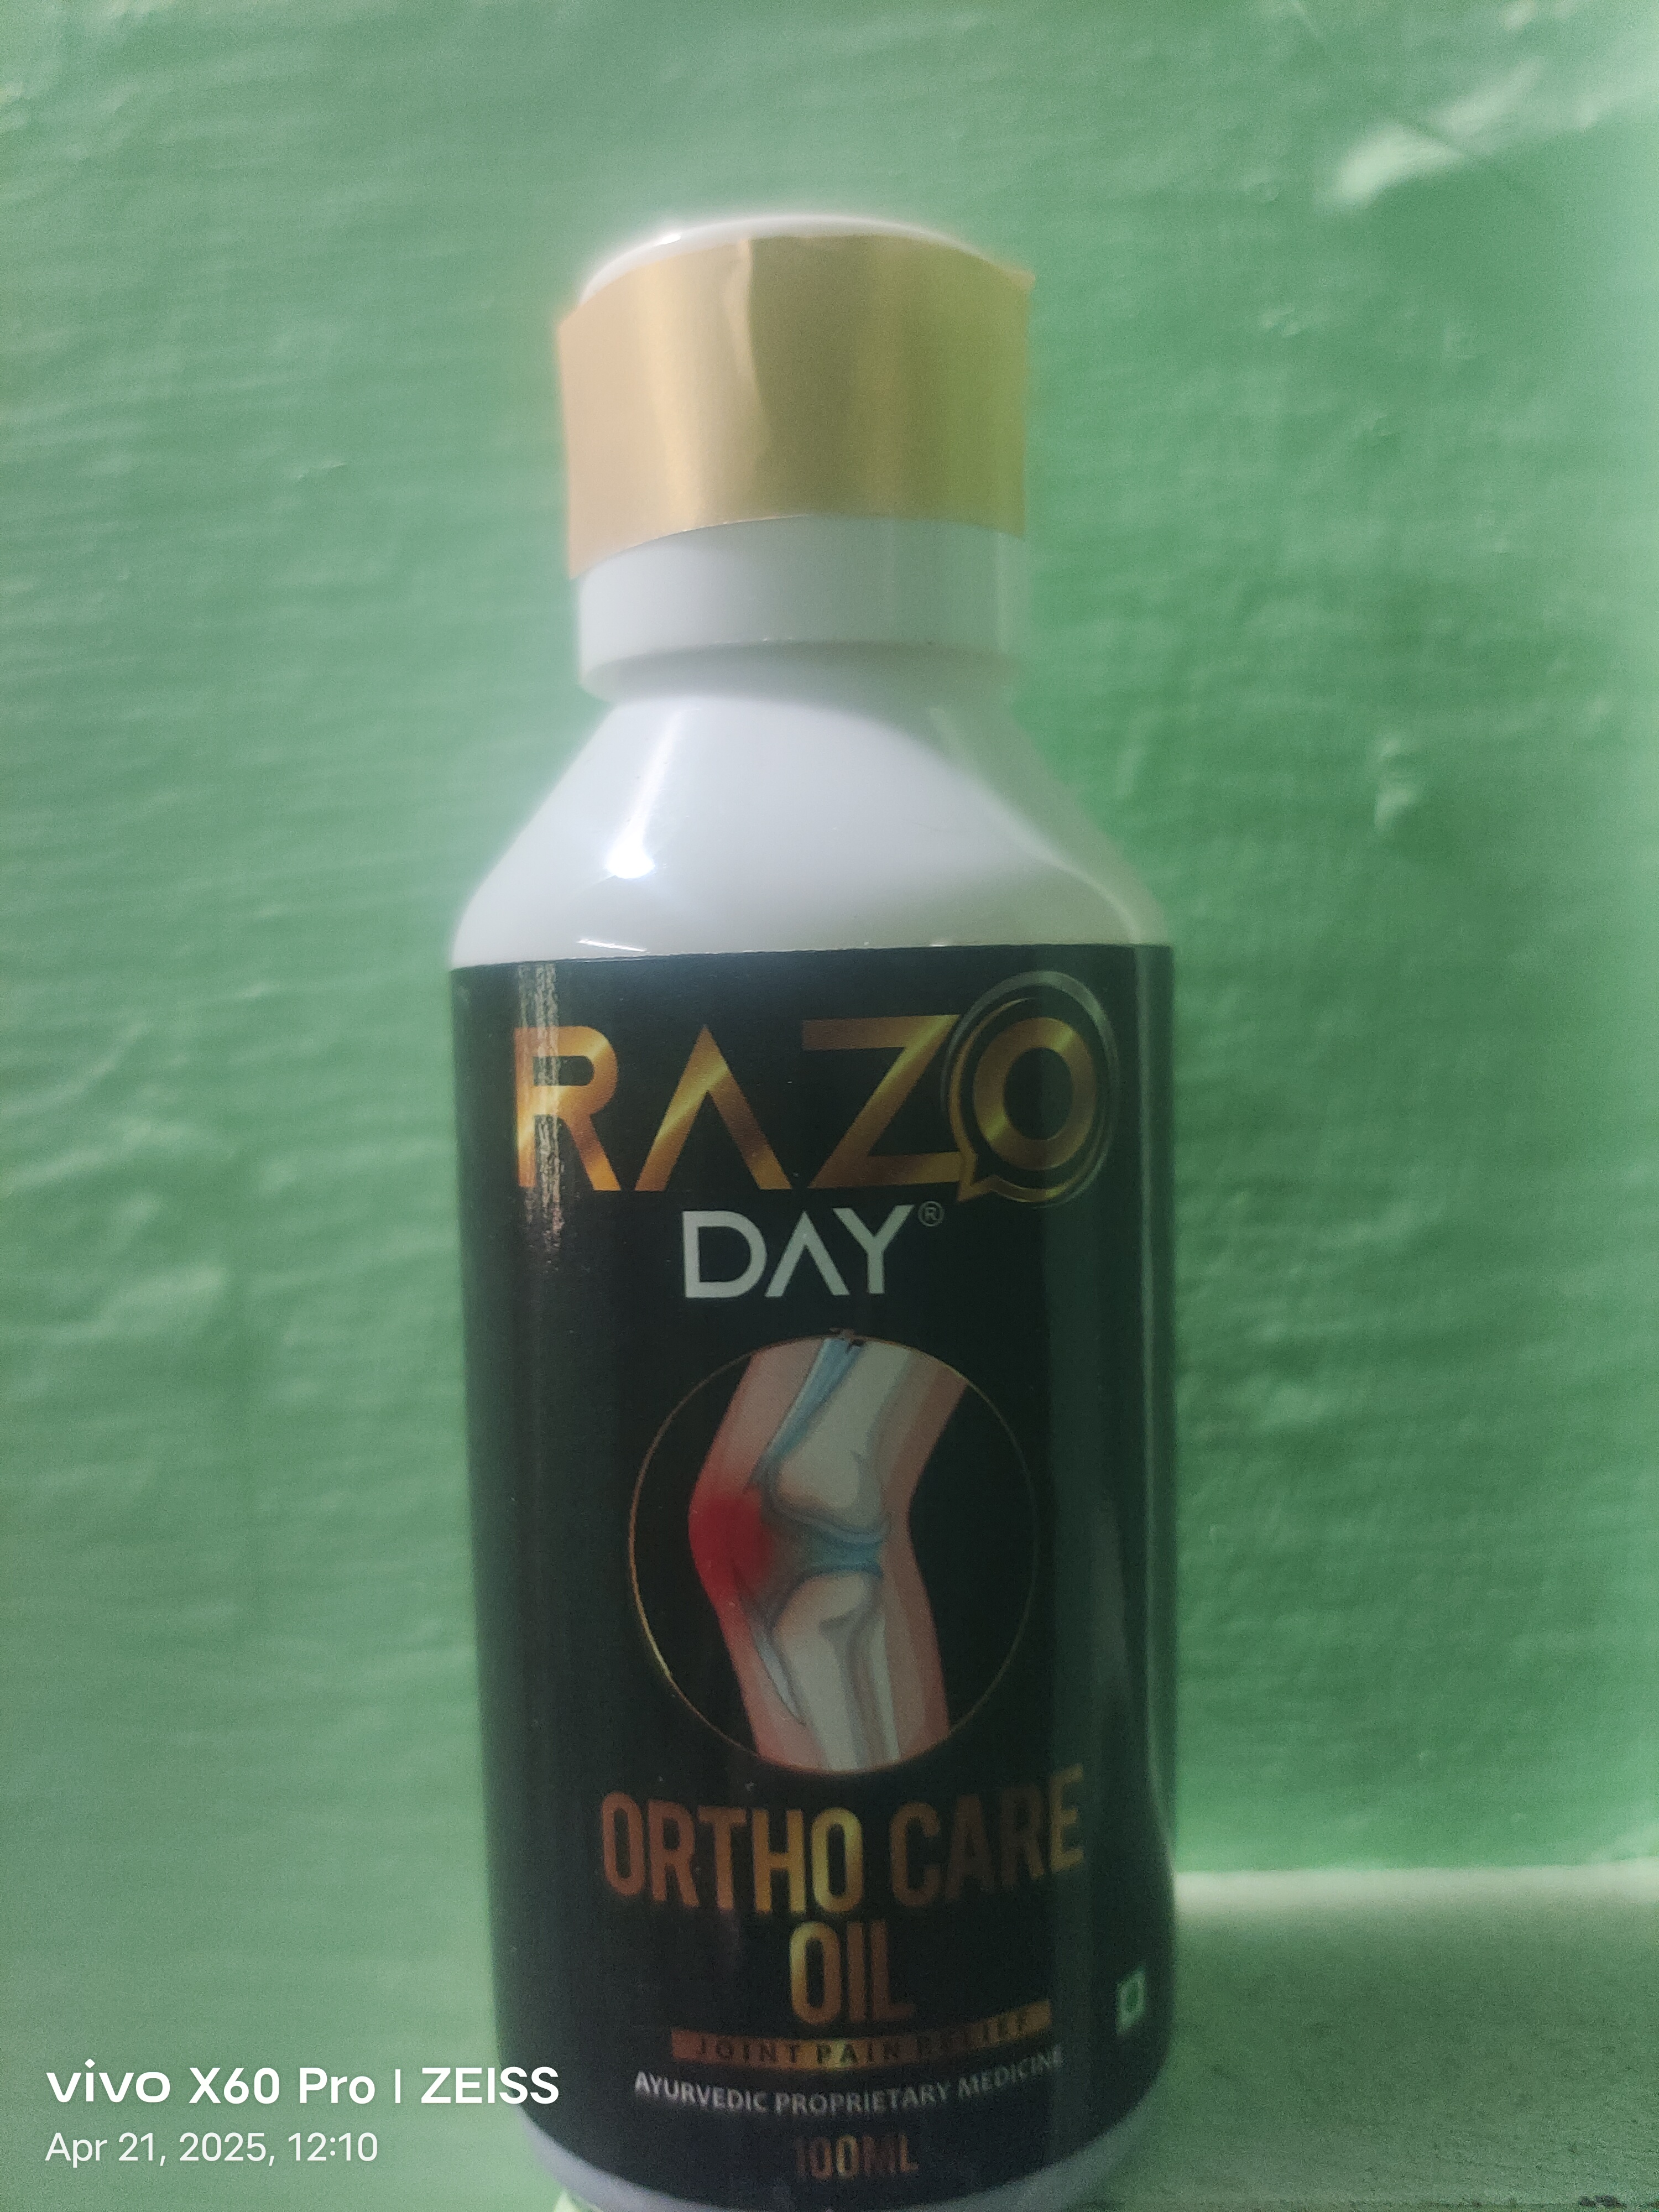 RAZO
DAY®
ORTHO CARE
OIL
JOINT PAIN RELIEF
AYURVEDIC PROPRIETARY MEDICINE
100ML
vivo X60 Pro | ZEISS
Apr 21, 2025, 12:10